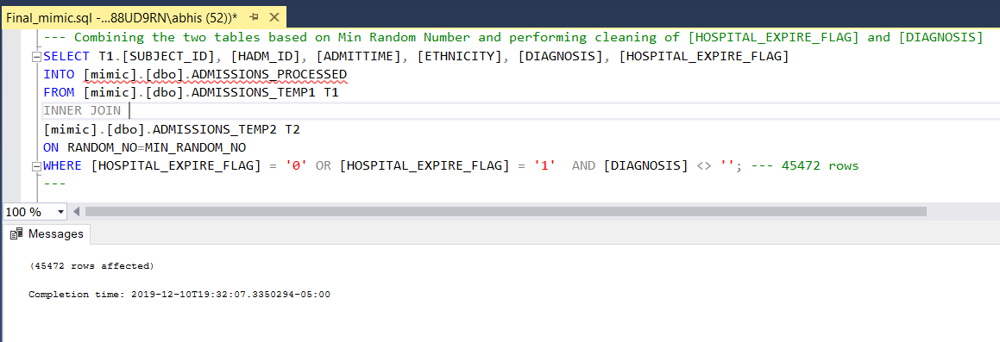 Final_mimic.sql -...88UD9RN\abhis (52))*
--- Combining the two tables based on Min Random Number and performing cleaning of [HOSPITAL_EXPIRE_FLAG] and [DIAGNOSIS]
SELECT T1.[SUBJECT_ID], [HADM_ID], [ADMITTIME], [ETHNICITY], [DIAGNOSIS], [HOSPITAL_EXPIRE_FLAG]
INTO [mimic].[dbo].ADMISSIONS_PROCESSED
FROM [mimic].[dbo].ADMISSIONS_TEMP1 T1
INNER JOIN
[mimic].[dbo].ADMISSIONS_TEMP2 T2
ON RANDOM_NO=MIN_RANDOM_NO
WHERE [HOSPITAL_EXPIRE_FLAG] = '0' OR [HOSPITAL_EXPIRE_FLAG] = '1'  AND [DIAGNOSIS] <> ''; --- 45472 rows
---
100 %
Messages
(45472 rows affected)
Completion time: 2019-12-10T19:32:07.3350294-05:00